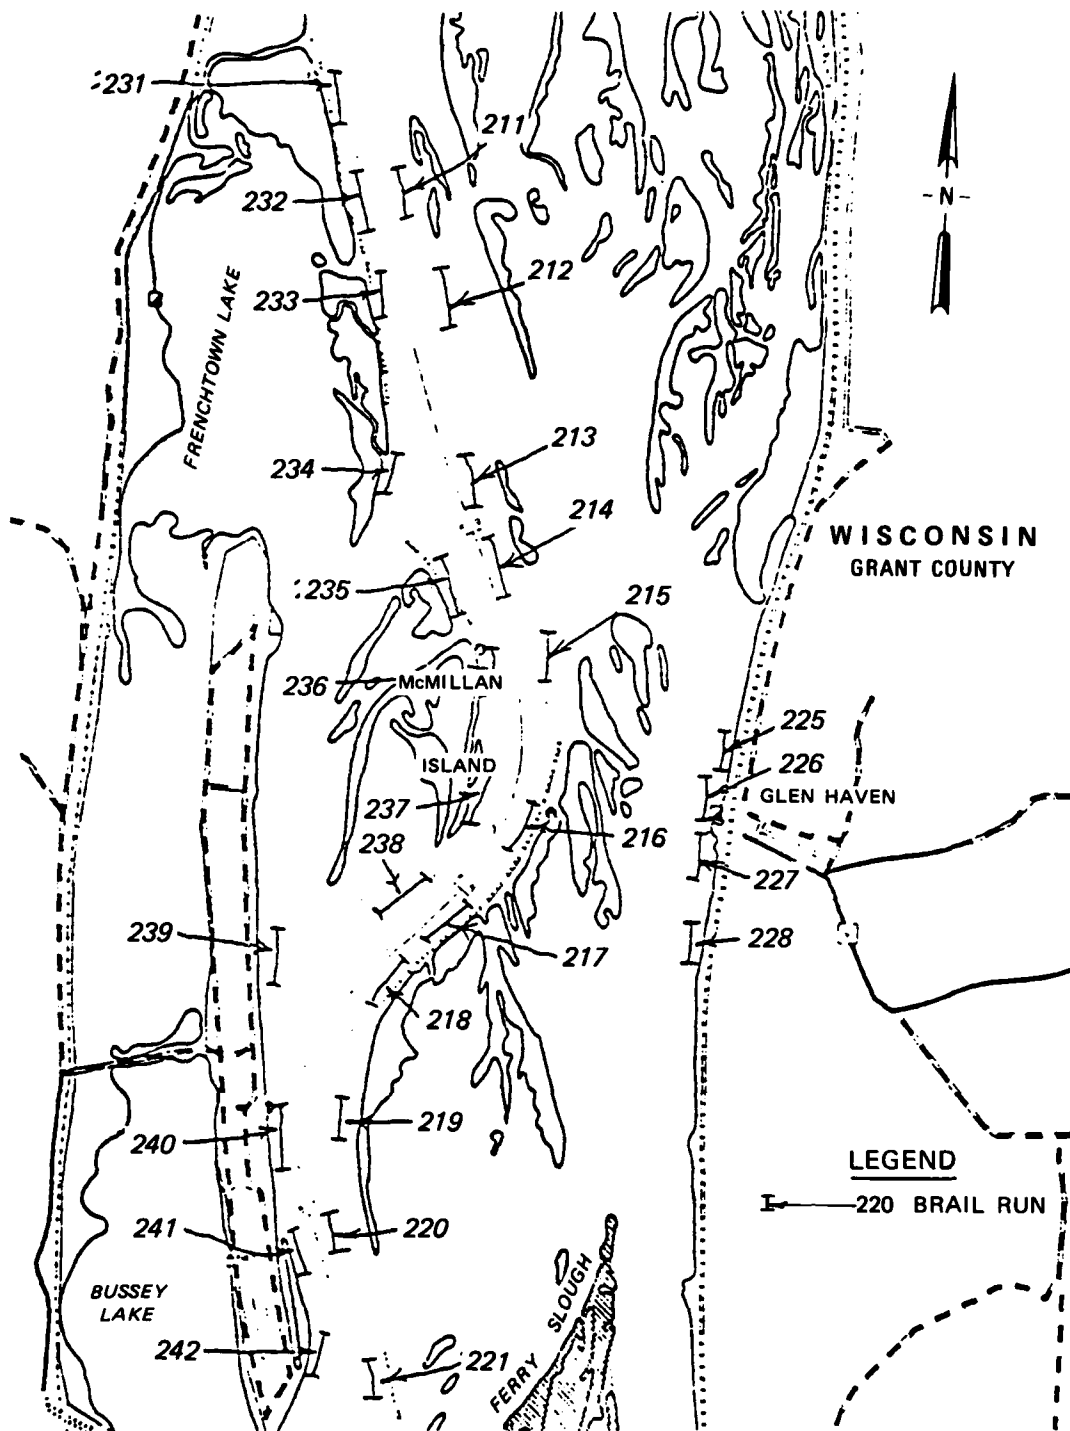 231
211
232
-N-
212
233
FRENCHTOWN LAKE
213
234
214
WISCONSIN
GRANT COUNTY
235
215
236
McMILLAN
225
ISLAND
226
GLEN HAVEN
237
238
216
227
239
217
228
218
240
219
LEGEND
220 BRAIL RUN
241
220
BUSSEY
LAKE
FERRY SLOUGH
242
221